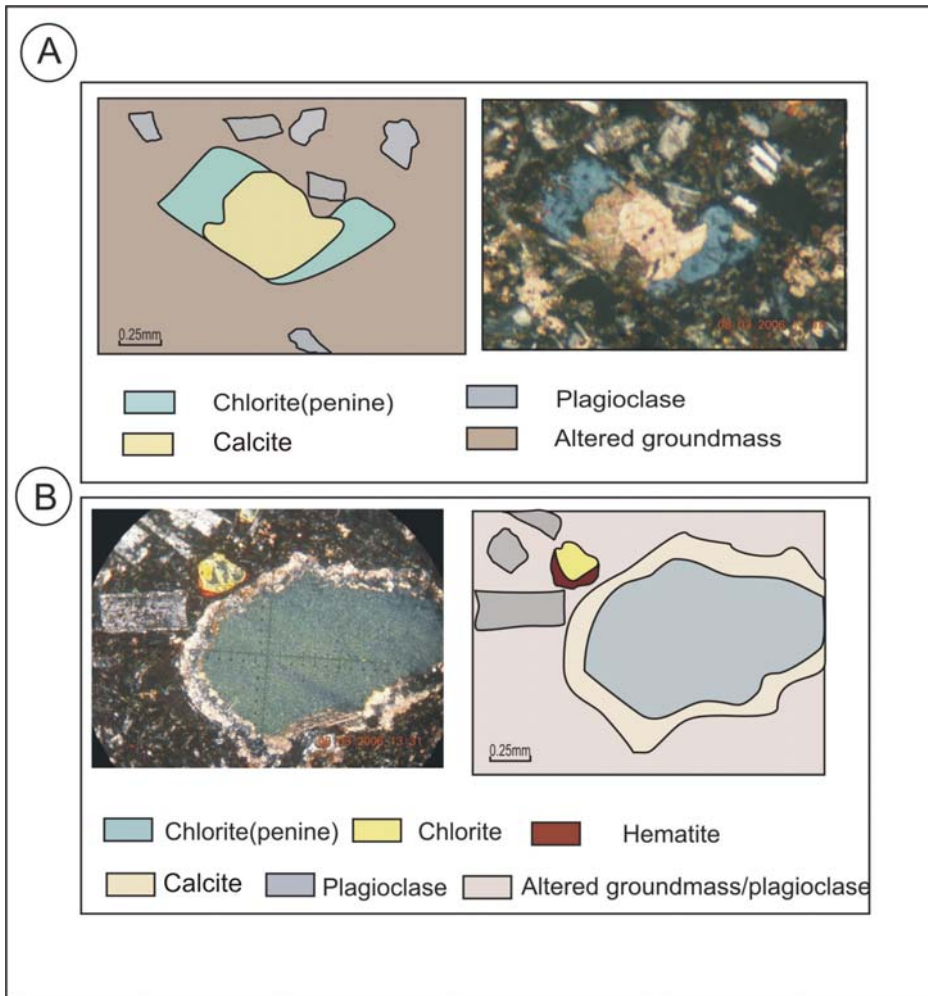 A
0.25mm
Chlorite(penine)
Plagioclase
Calcite
Altered groundmass
B
0.25mm
Chlorite(penine)
Chlorite
Hematite
Calcite
Plagioclase
Altered groundmass/plagioclase